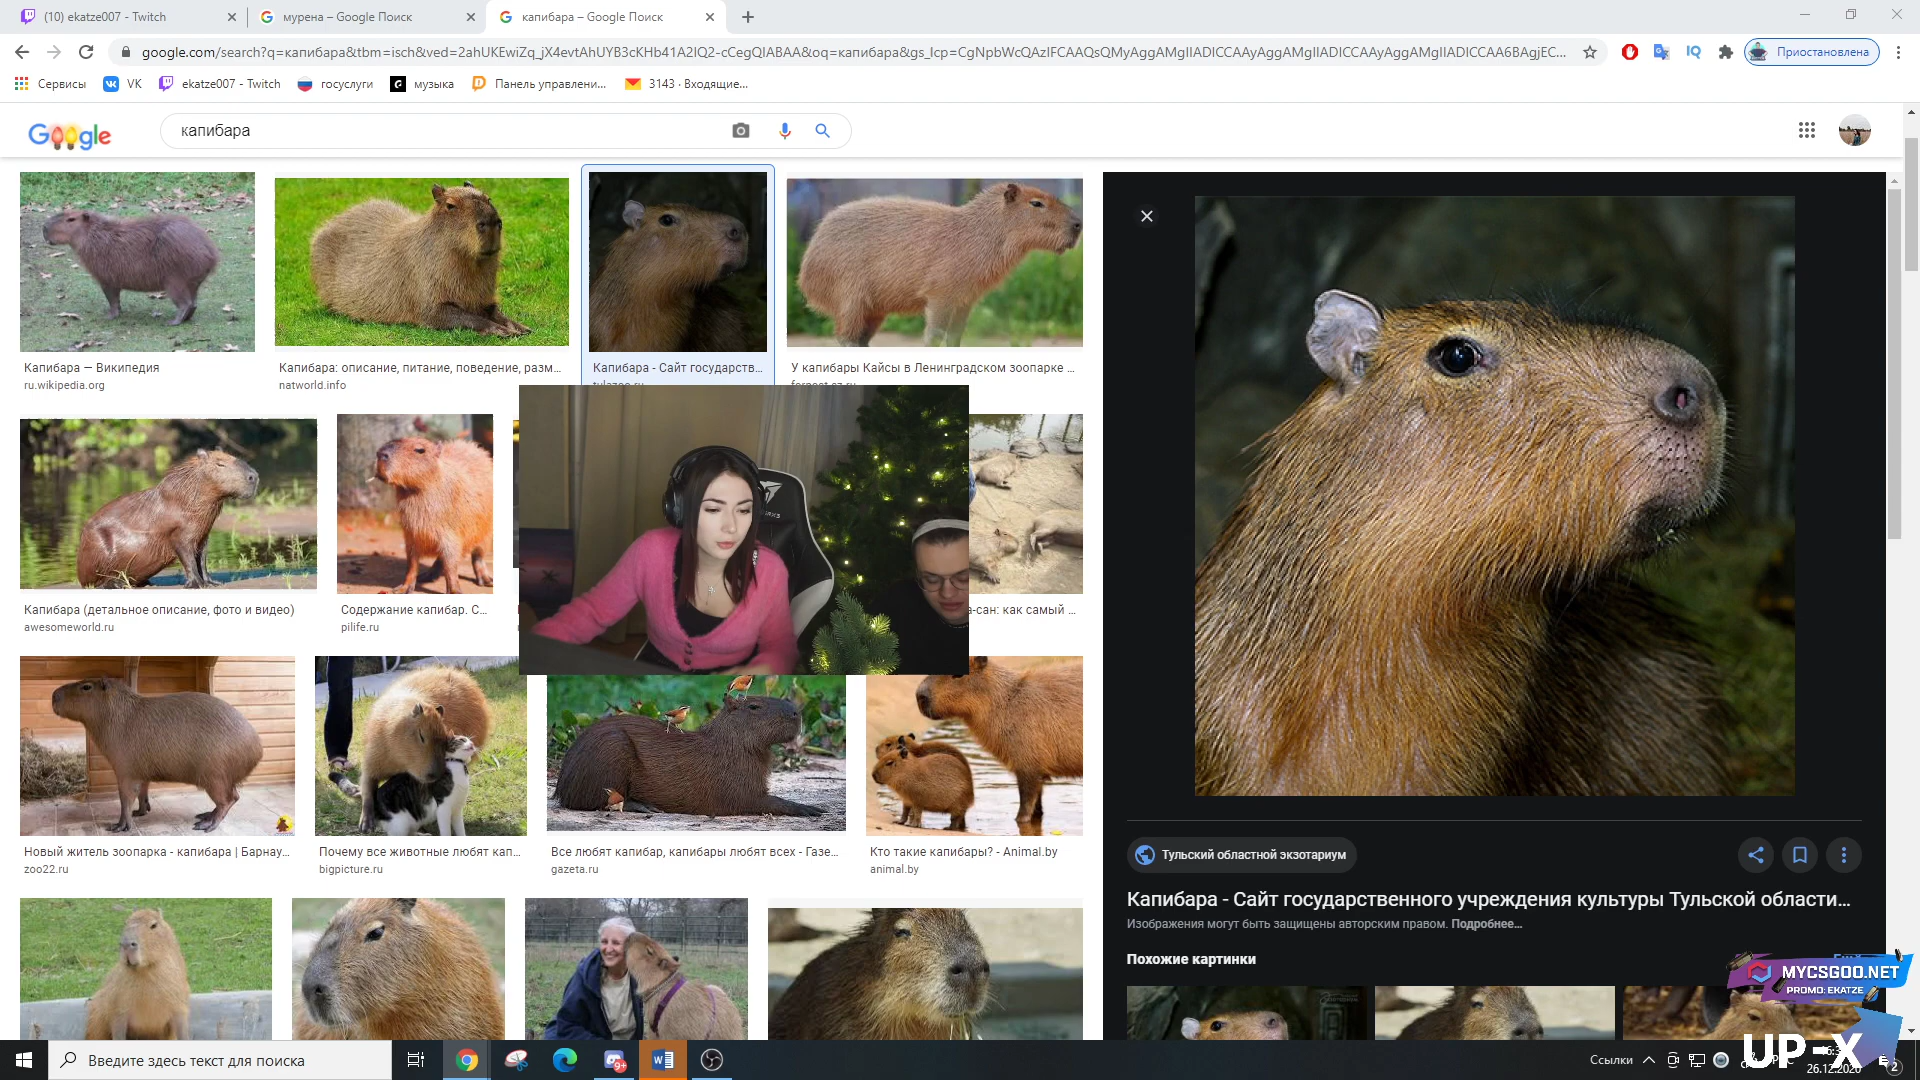 (10) ekatze007 - Twitch
мурена – Google Поиск
капибара – Google Поиск
google.com/search?q=капибара&tbm=isch&ved=2ahUKEwiZq_jX4evtAhUYB3cKHb41A2IQ2-cCegQIABAA&oq=капибара&gs_lcp=CgNpbWcQAzIFCAAQsQMyAggAMgIIADICCAAyAggAMgIIADICCAAyAggAMgIIADICCAA6BAgjEC...
Приостановлена
Сервисы
VK
ekatze007 - Twitch
госуслуги
музыка
Панель управлени...
3143 · Входящие...
Google
капибара
Капибара — Википедия
ru.wikipedia.org
Капибара: описание, питание, поведение, разм...
natworld.info
Капибара - Сайт государств...
tulazoo.ru
У капибары Кайсы в Ленинградском зоопарке ...
Капибара (детальное описание, фото и видео)
awesomeworld.ru
Содержание капибар. С...
pilife.ru
а-сан: как самый ...
Новый житель зоопарка - капибара | Барнау...
zoo22.ru
Почему все животные любят кап...
bigpicture.ru
Все любят капибар, капибары любят всех - Газе...
gazeta.ru
Кто такие капибары? - Animal.by
animal.by
Тульский областной экзотариум
Капибара - Сайт государственного учреждения культуры Тульской области...
Изображения могут быть защищены авторским правом. Подробнее...
Похожие картинки
MYCSGOO.NET
PROMO: EKATZE
UP-X
Введите здесь текст для поиска
Ссылки
26.12.2020
2